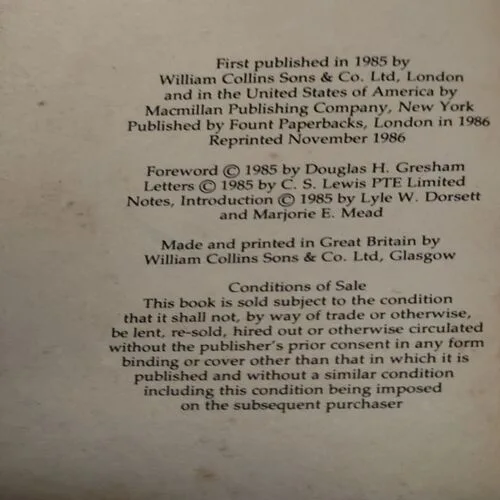 First published in 1985 by
William Collins Sons & Co. Ltd, London
and in the United States of America by
Macmillan Publishing Company, New York
Published by Fount Paperbacks, London in 1986
Reprinted November 1986
Foreword © 1985 by Douglas H. Gresham
Letters © 1985 by C. S. Lewis PTE Limited
Notes, Introduction © 1985 by Lyle W. Dorsett
and Marjorie E. Mead
Made and printed in Great Britain by
William Collins Sons & Co. Ltd, Glasgow
Conditions of Sale
This book is sold subject to the condition
that it shall not, by way of trade or otherwise,
be lent, re-sold, hired out or otherwise circulated
without the publisher's prior consent in any form
binding or cover other than that in which it is
published and without a similar condition
including this condition being imposed
on the subsequent purchaser